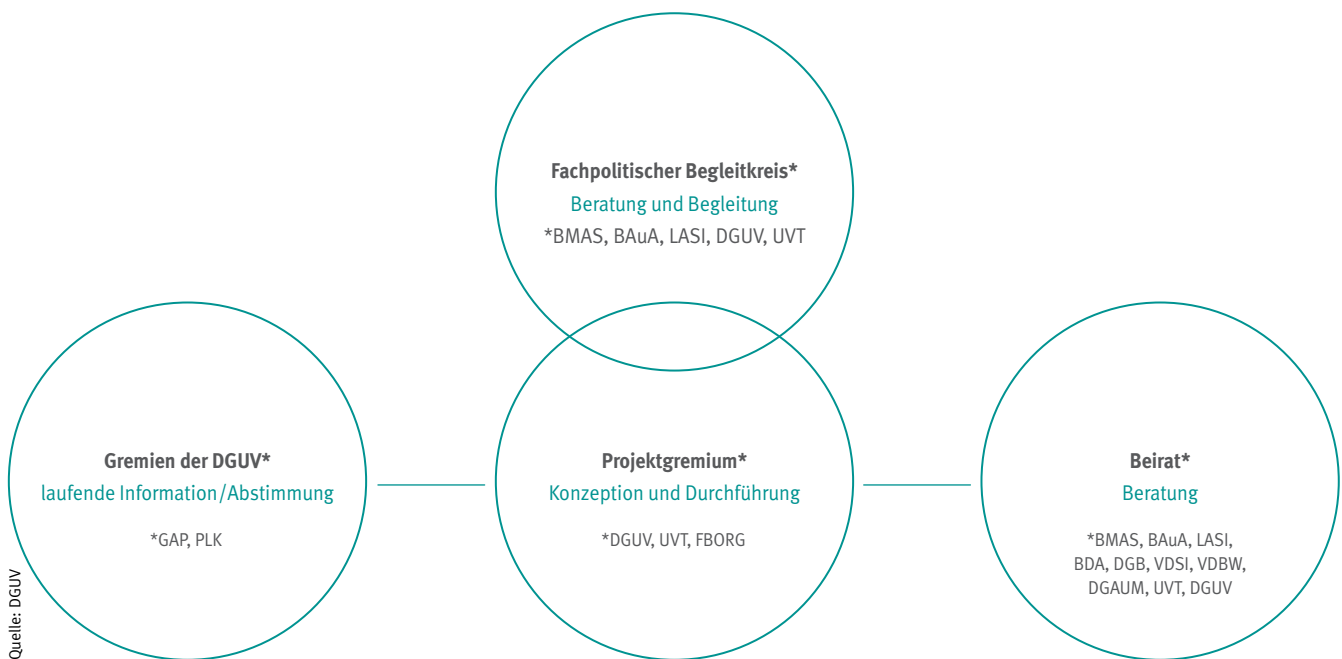 Fachpolitischer Begleitkreis*
Beratung und Begleitung
*BMAS, BAuA, LASI, DGUV, UVT
Gremien der DGUV*
laufende Information/Abstimmung
*GAP, PLK
Projektgremium*
Konzeption und Durchführung
*DGUV, UVT, FBORG
Beirat*
Beratung
*BMAS, BAuA, LASI,
BDA, DGB, VDSI, VDBW,
DGAUM, UVT, DGUV
Quelle: DGUV